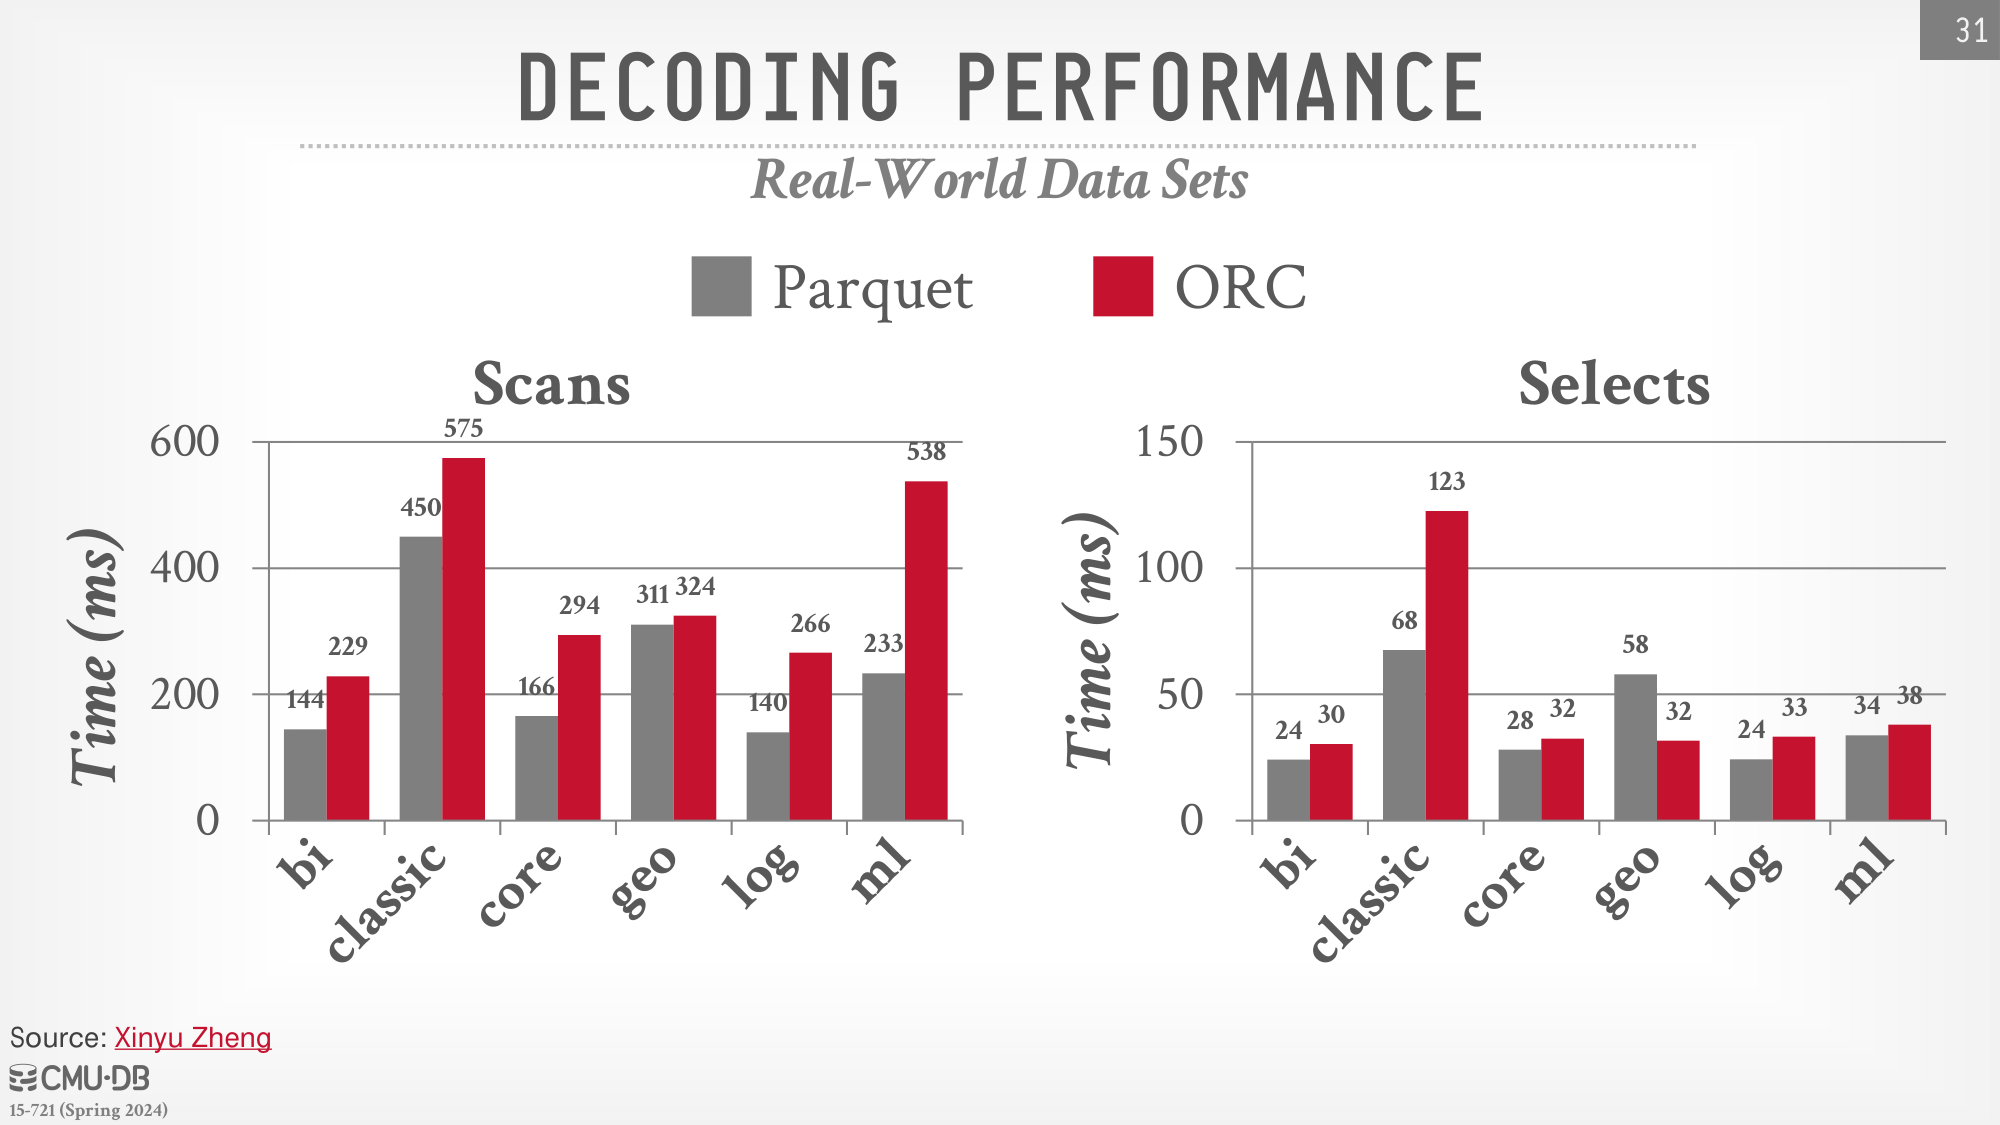 31
DECODING PERFORMANCE
Real-World Data Sets
Parquet
ORC
Scans
Time (ms)
600
400
200
0
144
229
450
575
166
294
311
324
140
266
233
538
bi
classic
core
geo
log
ml
Selects
Time (ms)
150
100
50
0
24
30
68
123
28
32
58
32
24
33
34
38
bi
classic
core
geo
log
ml
Source: Xinyu Zheng
CMU·DB
15-721 (Spring 2024)